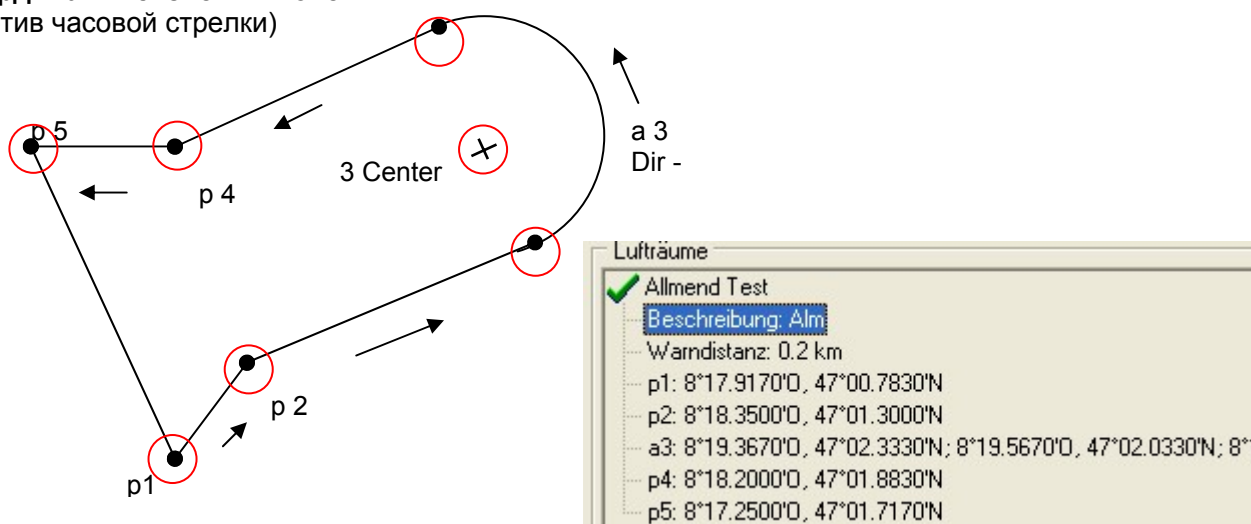 тив часовой стрелки)
p 5
p 4
3 Center
a 3
Dir -
p 2
p1
Lufträume
Allmend Test
Beschreibung: Alm
Warndistanz: 0.2 km
p1: 8°17.9170'O, 47°00.7830'N
p2: 8°18.3500'O, 47°01.3000'N
a3: 8°19.3670'O, 47°02.3330'N; 8°19.5670'O, 47°02.0330'N; 8°
p4: 8°18.2000'O, 47°01.8830'N
p5: 8°17.2500'O, 47°01.7170'N